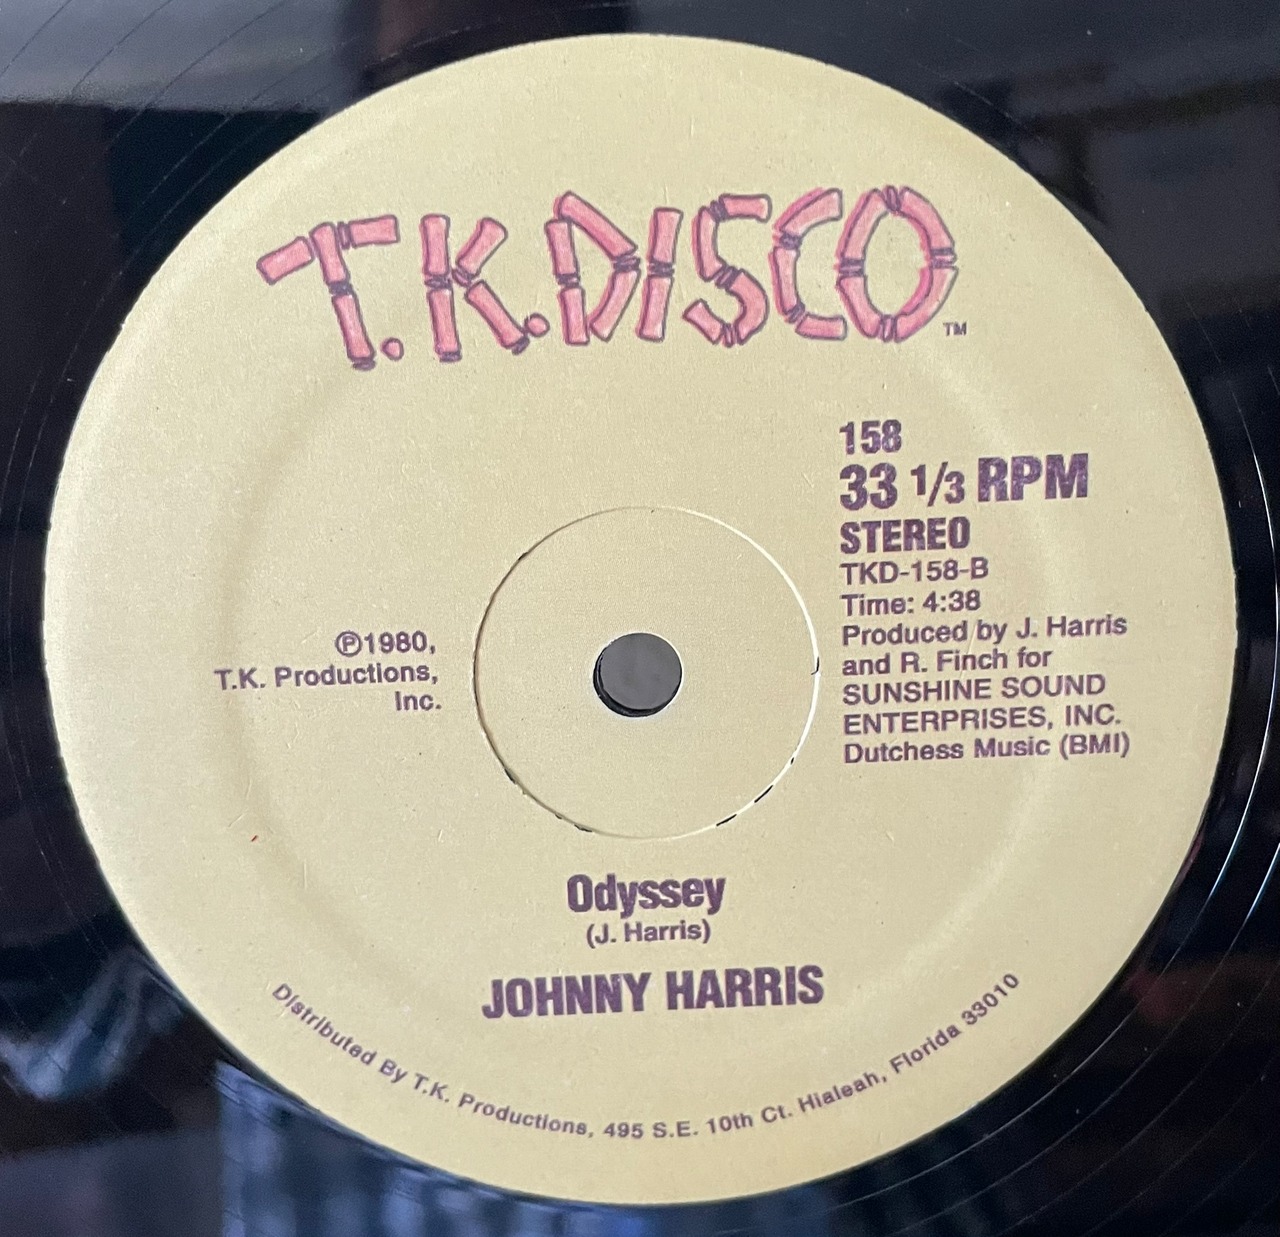 T.K.DISCO
TM
158
33 1/3 RPM
STEREO
TKD-158-B
Time: 4:38
Produced by J. Harris
and R. Finch for
SUNSHINE SOUND
ENTERPRISES, INC.
Dutchess Music (BMI)
℗1980,
T.K. Productions,
Inc.
Odyssey
(J. Harris)
JOHNNY HARRIS
Distributed By T.K. Productions, 495 S.E. 10th Ct. Hialeah, Florida 33010